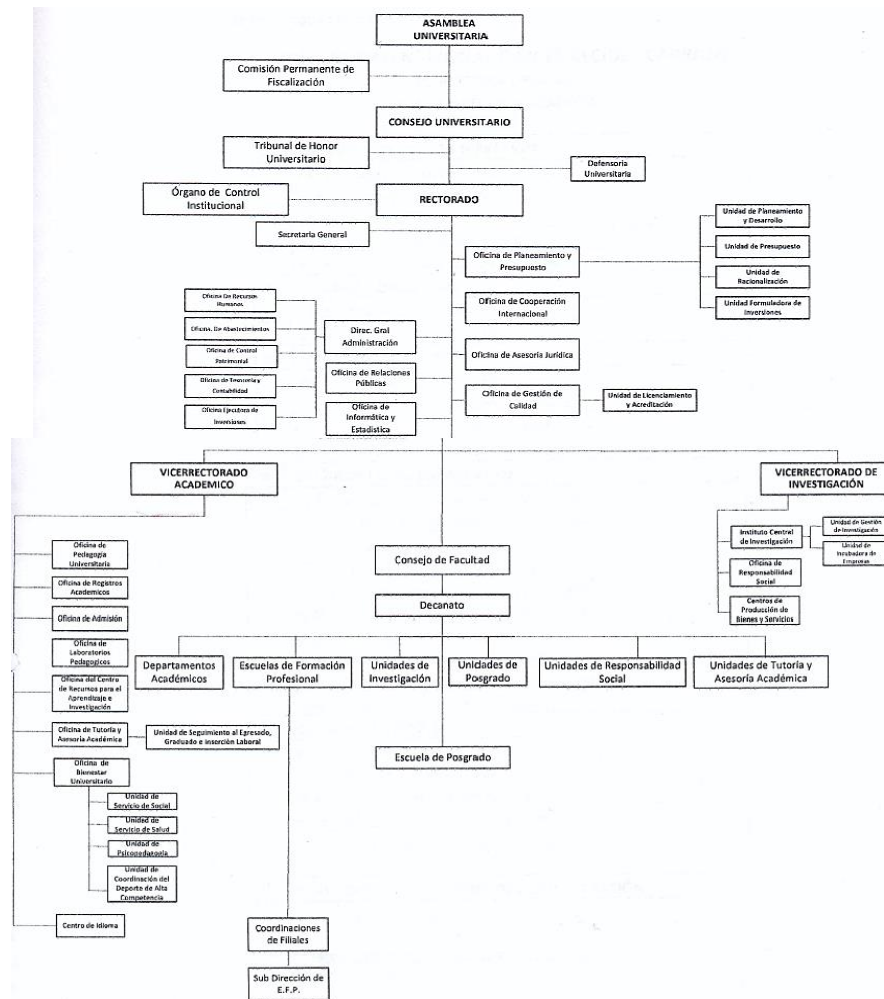 ASAMBLEA
UNIVERSITARIA
Comisión Permanente de
Fiscalización
CONSEJO UNIVERSITARIO
Tribunal de Honor
Universitario
Defensoria
Universitaria
Órgano de Control
Institucional
RECTORADO
Secretaria General
Oficina de Planeamiento y
Presupuesto
Unidad de Planeamiento
y Desarrollo
Unidad de Presupuesto
Unidad de
Racionalización
Unidad Formuladora de
Inversiones
Oficina De Recursos
Humanos
Oficina. De Abastecimientos
Oficina de Control
Patrimonial
Oficina de Tesoreria y
Contabilidad
Oficina Ejecutora de
Inversiones
Direc. Gral
Administración
Oficina de Relaciones
Públicas
Oficina de
Informática y
Estadistica
Oficina de Cooperación
Internacional
Oficina de Asesoría Jurídica
Oficina de Gestión de
Calidad
Unidad de Licenciamiento
y Acreditación
VICERRECTORADO
ACADEMICO
VICERRECTORADO DE
INVESTIGACIÓN
Oficina de
Pedagogia
Universitaria
Oficina de Registros
Academicos
Oficina de Admisión
Oficina de
Laboratorios
Pedagogicos
Oficina del Centro
de Recursos para el
Aprendizaje e
Investigación
Oficina de Tutoría y
Asesoría Académica
Unidad de Seguimiento al Egresado,
Graduado e Inserción Laboral
Oficina de
Bienestar
Universitario
Unidad de
Servicio de Social
Unidad de
Servicio de Salud
Unidad de
Psicopedagogia
Unidad de
Coordinación del
Deporte de Alta
Competencia
Centro de Idioma
Consejo de Facultad
Decanato
Departamentos
Académicos
Escuelas de Formación
Profesional
Unidades de
Investigación
Unidades de
Posgrado
Unidades de Responsabilidad
Social
Unidades de Tutoría y
Asesoría Académica
Escuela de Posgrado
Coordinaciones
de Filiales
Sub Dirección de
E.F.P.
Instituto Central
de Investigación
Unidad de Gestión
de Investigación
Unidad de
Incubadora de
Empresas
Oficina de
Responsabilidad
Social
Centros de
Producción de
Bienes y Servicios